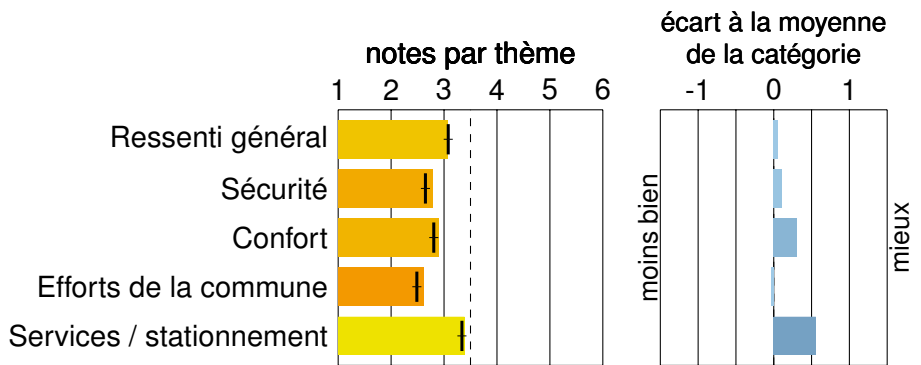 notes par thème
écart à la moyenne
de la catégorie
1 2 3 4 5 6
-1 0 1
Ressenti général
Sécurité
Confort
Efforts de la commune
Services / stationnement
moins bien
mieux